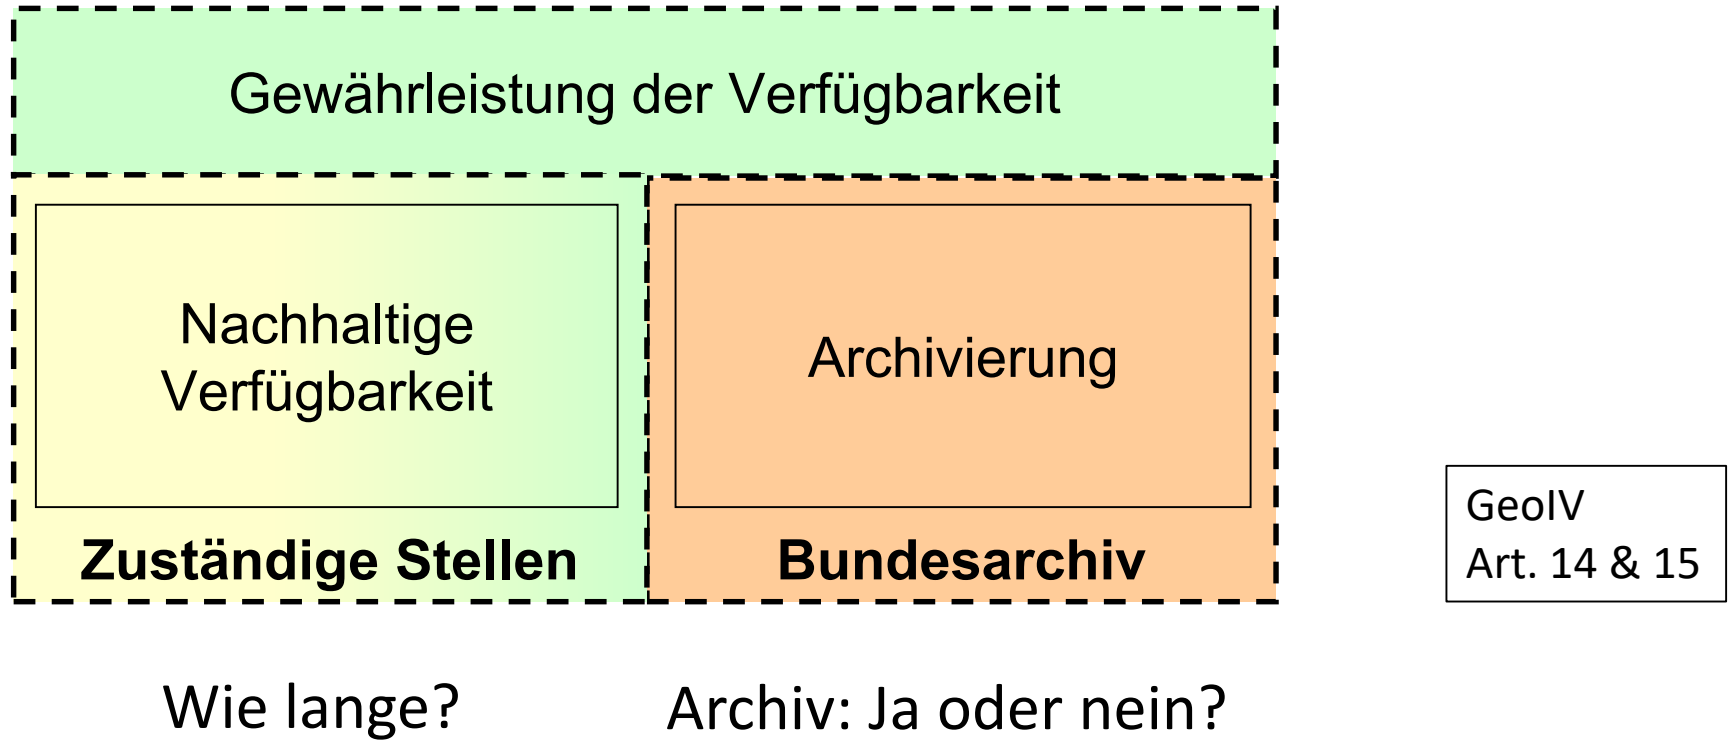 Gewährleistung der Verfügbarkeit
Nachhaltige
Verfügbarkeit
Zuständige Stellen
Archivierung
Bundesarchiv
GeoIV
Art. 14 & 15
Wie lange?
Archiv: Ja oder nein?